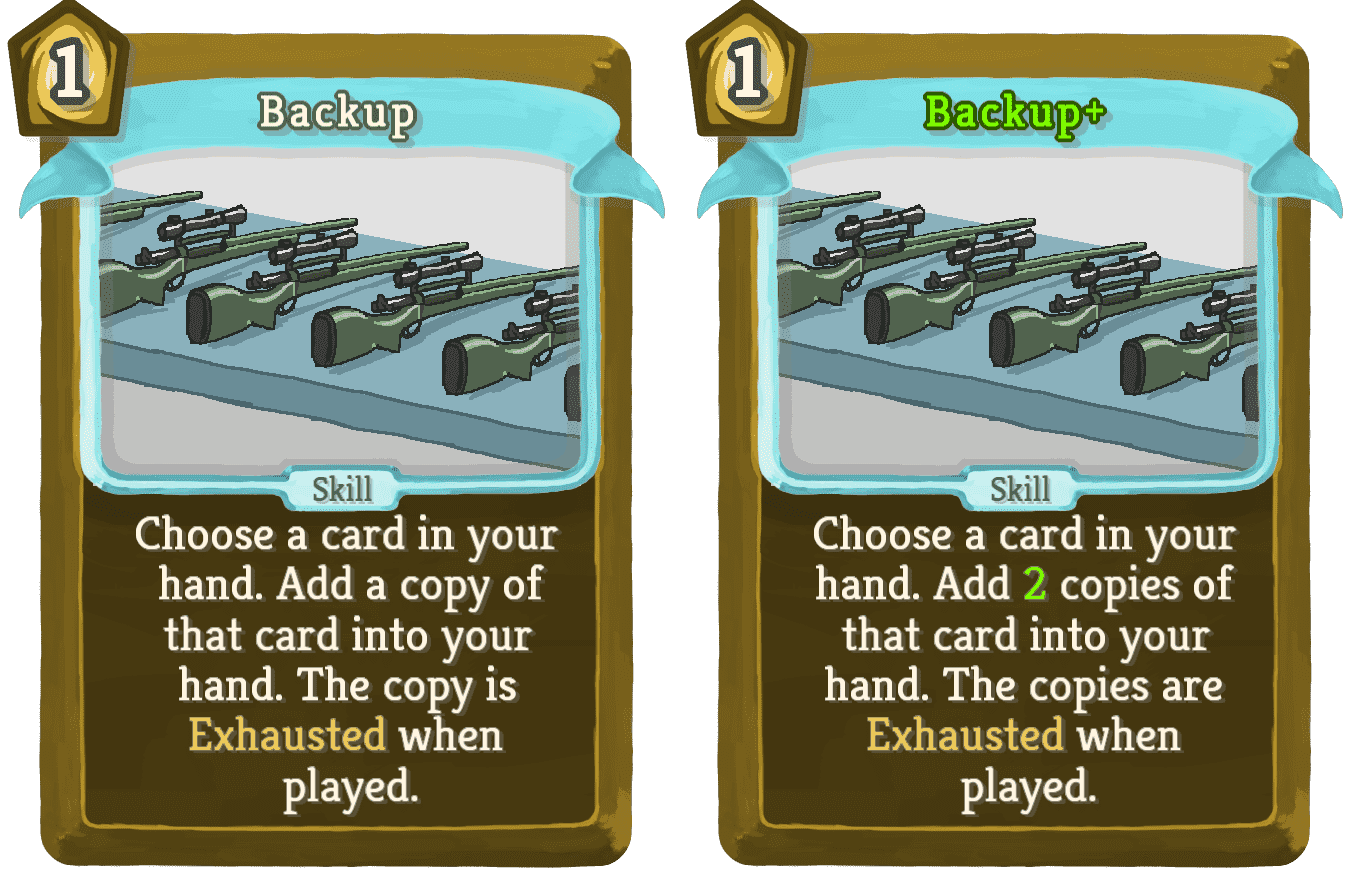 1
Backup
Skill
Choose a card in your
hand. Add a copy of
that card into your
hand. The copy is
Exhausted when
played.
1
Backup+
Skill
Choose a card in your
hand. Add 2 copies of
that card into your
hand. The copies are
Exhausted when
played.